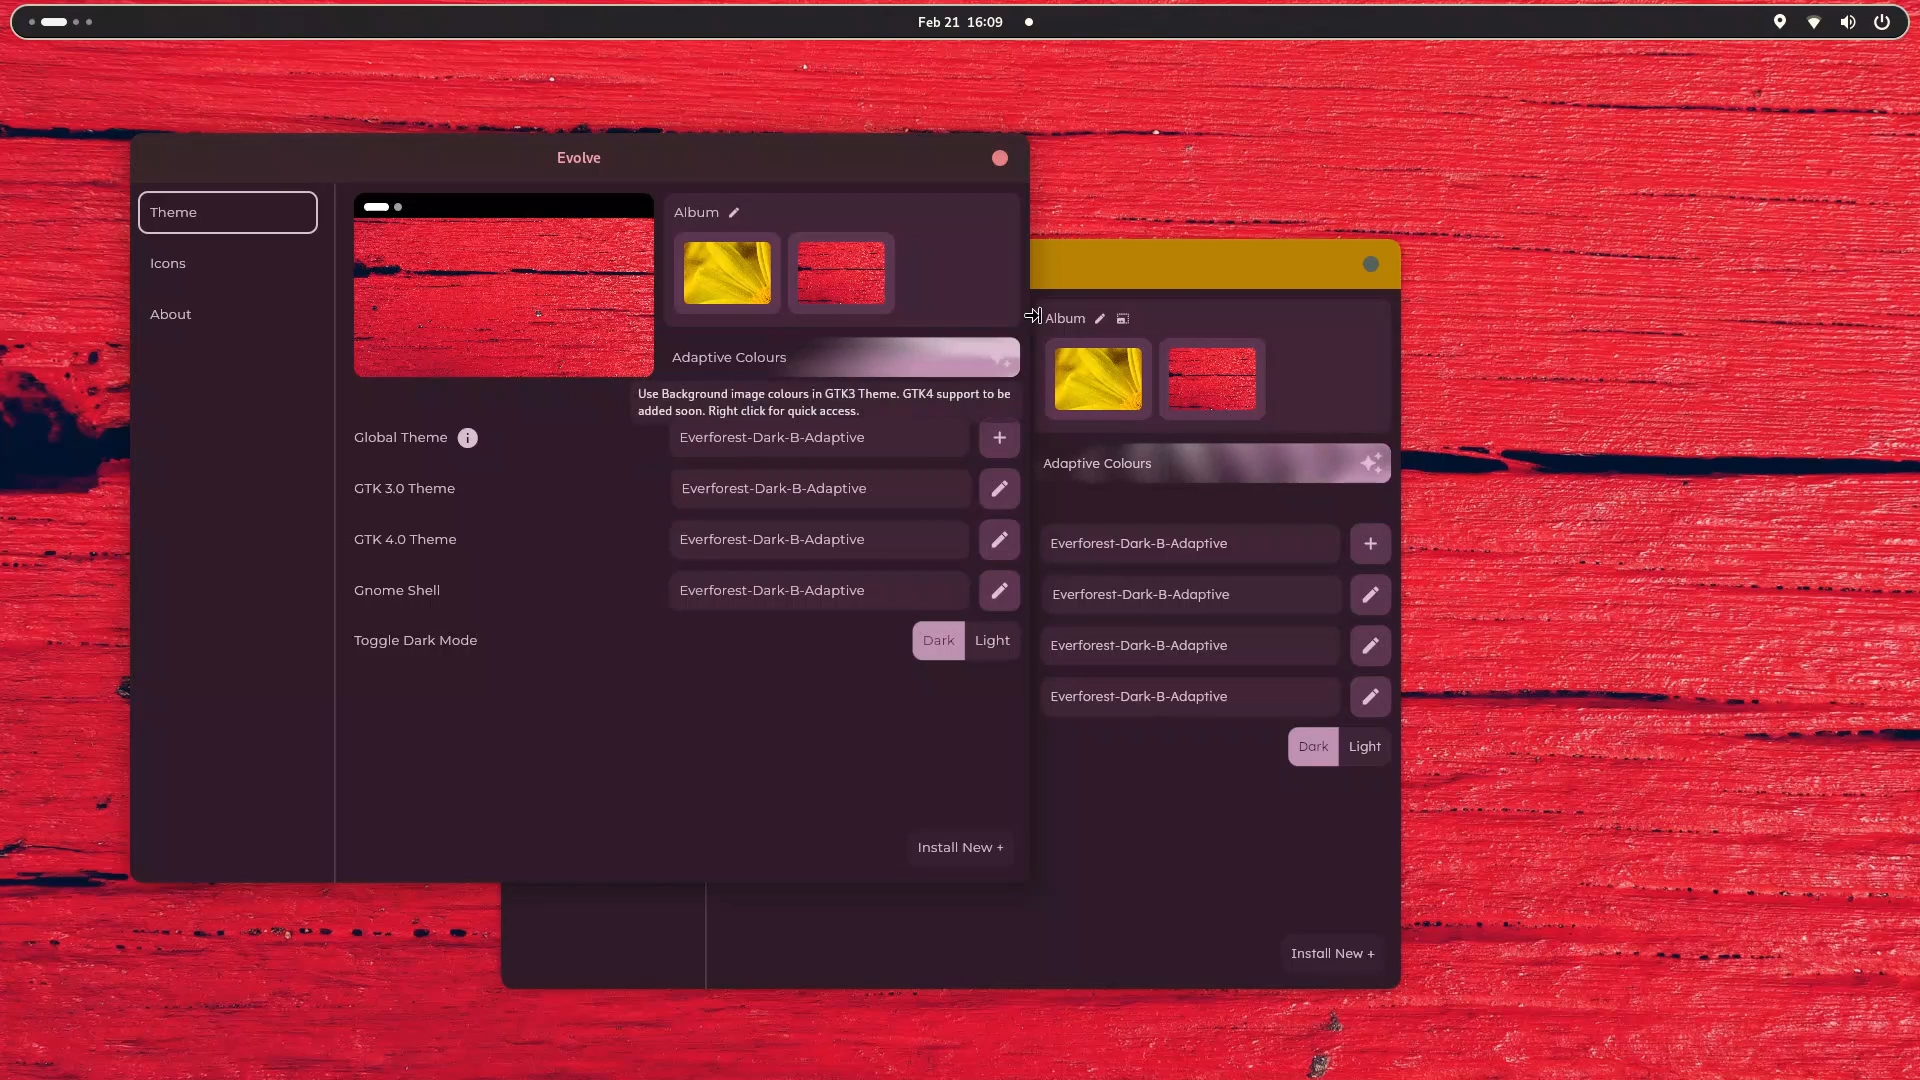 Feb 21 16:09
Evolve
Theme
Icons
About
Album
Adaptive Colours
Use Background image colours in GTK3 Theme. GTK4 support to be
added soon. Right click for quick access.
Global Theme
Everforest-Dark-B-Adaptive
GTK 3.0 Theme
Everforest-Dark-B-Adaptive
GTK 4.0 Theme
Everforest-Dark-B-Adaptive
Gnome Shell
Everforest-Dark-B-Adaptive
Toggle Dark Mode
Dark
Light
Install New +
Album
Adaptive Colours
Everforest-Dark-B-Adaptive
Everforest-Dark-B-Adaptive
Everforest-Dark-B-Adaptive
Everforest-Dark-B-Adaptive
Dark
Light
Install New +